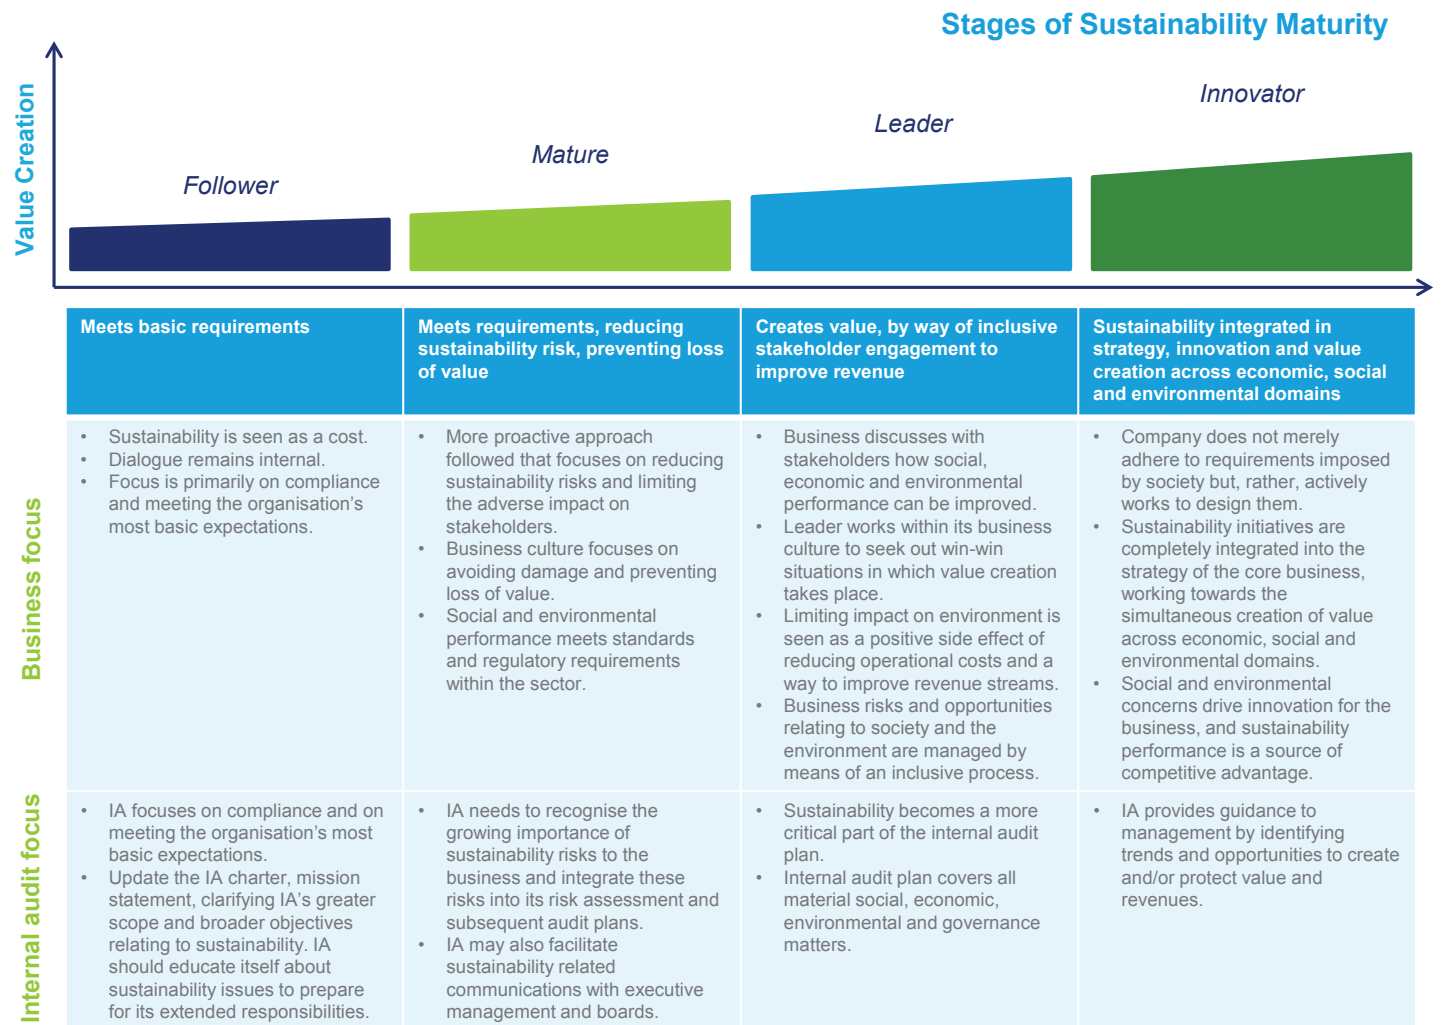 Stages of Sustainability Maturity
Value Creation
Follower
Mature
Leader
Innovator
Meets basic requirements
Meets requirements, reducing
sustainability risk, preventing loss
of value
Creates value, by way of inclusive
stakeholder engagement to
improve revenue
Sustainability integrated in
strategy, innovation and value
creation across economic, social
and environmental domains
Business focus
• Sustainability is seen as a cost.
• Dialogue remains internal.
• Focus is primarily on compliance
and meeting the organisation's
most basic expectations.
• More proactive approach
followed that focuses on reducing
sustainability risks and limiting
the adverse impact on
stakeholders.
• Business culture focuses on
avoiding damage and preventing
loss of value.
• Social and environmental
performance meets standards
and regulatory requirements
within the sector.
• Business discusses with
stakeholders how social,
economic and environmental
performance can be improved.
• Leader works within its business
culture to seek out win-win
situations in which value creation
takes place.
• Limiting impact on environment is
seen as a positive side effect of
reducing operational costs and a
way to improve revenue streams.
• Business risks and opportunities
relating to society and the
environment are managed by
means of an inclusive process.
• Company does not merely
adhere to requirements imposed
by society but, rather, actively
works to design them.
• Sustainability initiatives are
completely integrated into the
strategy of the core business,
working towards the
simultaneous creation of value
across economic, social and
environmental domains.
• Social and environmental
concerns drive innovation for the
business, and sustainability
performance is a source of
competitive advantage.
Internal audit focus
• IA focuses on compliance and on
meeting the organisation's most
basic expectations.
• Update the IA charter, mission
statement, clarifying IA's greater
scope and broader objectives
relating to sustainability. IA
should educate itself about
sustainability issues to prepare
for its extended responsibilities.
• IA needs to recognise the
growing importance of
sustainability risks to the
business and integrate these
risks into its risk assessment and
subsequent audit plans.
• IA may also facilitate
sustainability related
communications with executive
management and boards.
• Sustainability becomes a more
critical part of the internal audit
plan.
• Internal audit plan covers all
material social, economic,
environmental and governance
matters.
• IA provides guidance to
management by identifying
trends and opportunities to create
and/or protect value and
revenues.